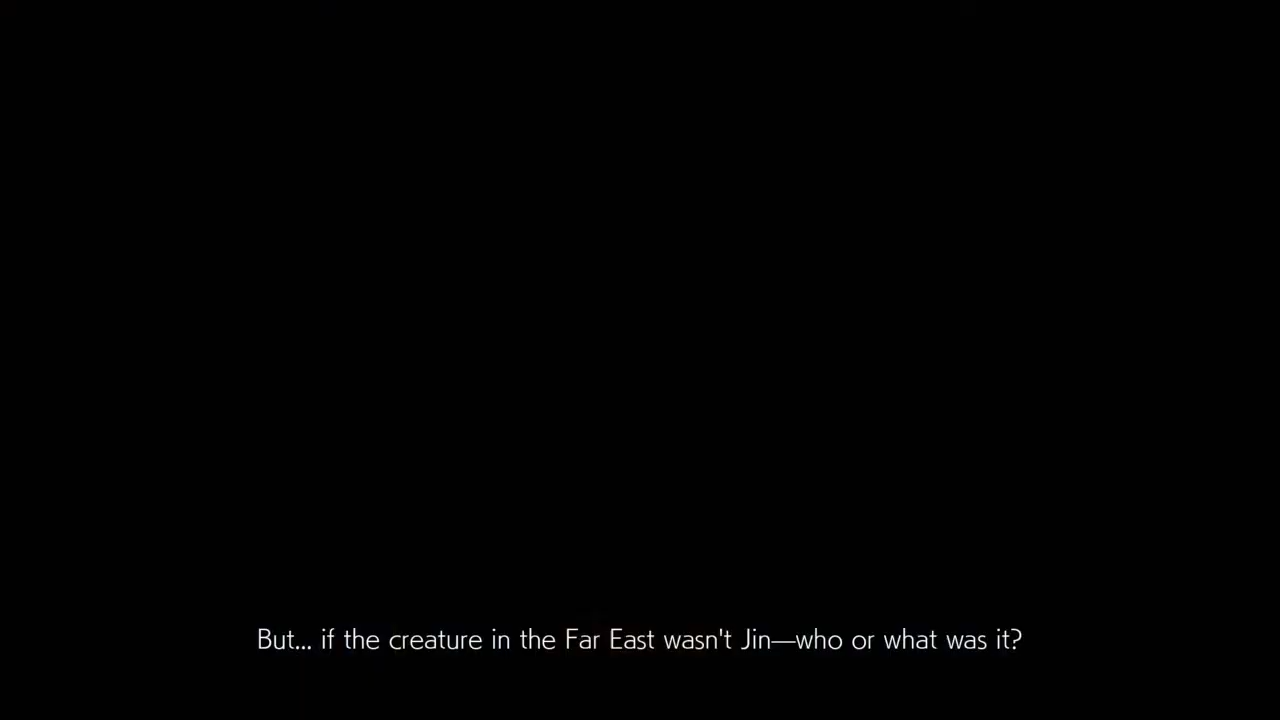 But... if the creature in the Far East wasn't Jin—who or what was it?